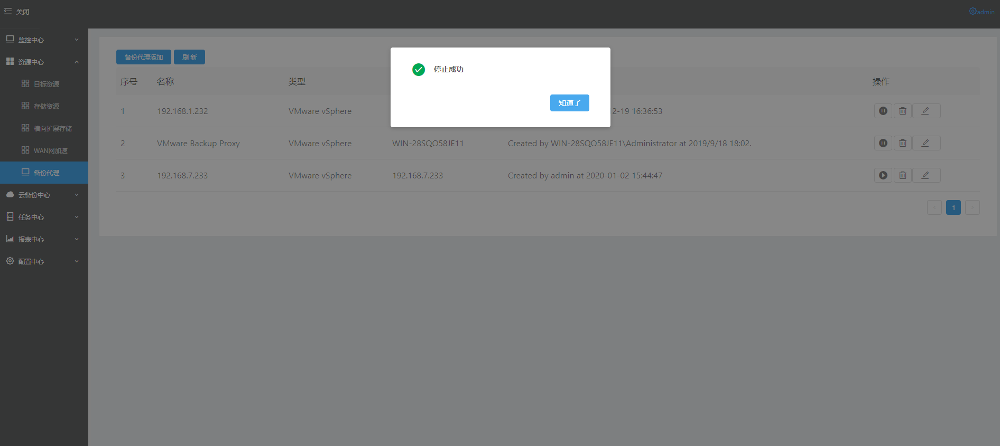 关闭
admin
监控中心
资源中心
目标资源
存储资源
横向扩展存储
WAN网加速
备份代理
云备份中心
任务中心
报表中心
配置中心
备份代理添加 刷 新
停止成功
知道了
序号 名称 类型 操作
1 192.168.1.232 VMware vSphere 2-19 16:36:53
2 VMware Backup Proxy VMware vSphere WIN-28SQO58JE11 Created by WIN-28SQO58JE11\Administrator at 2019/9/18 18:02.
3 192.168.7.233 VMware vSphere 192.168.7.233 Created by admin at 2020-01-02 15:44:47
< 1 >